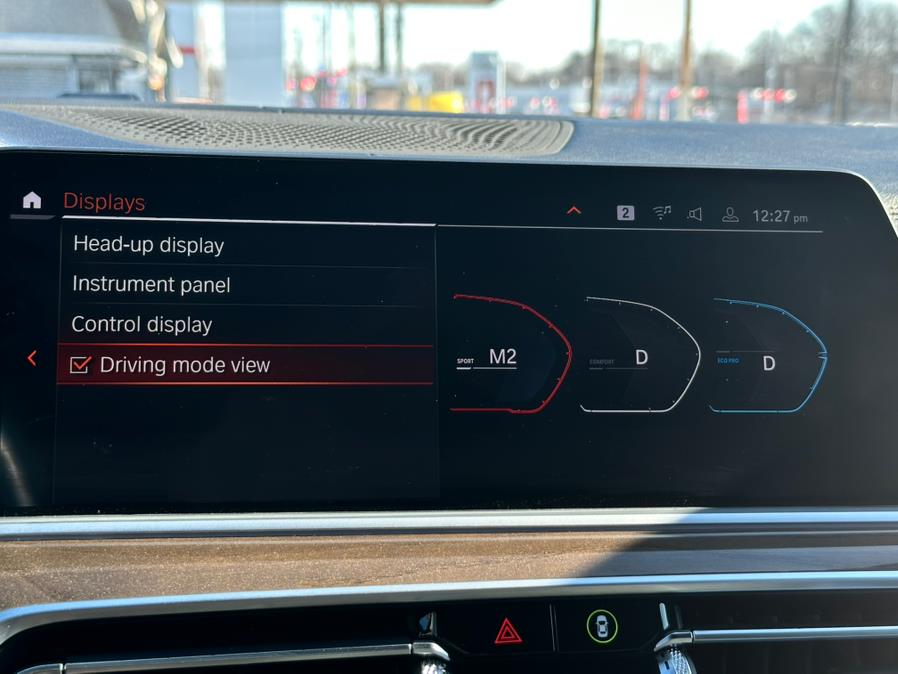 Displays
2
12:27 pm
Head-up display
Instrument panel
Control display
Driving mode view
SPORT M2
COMFORT D
ECO PRO D